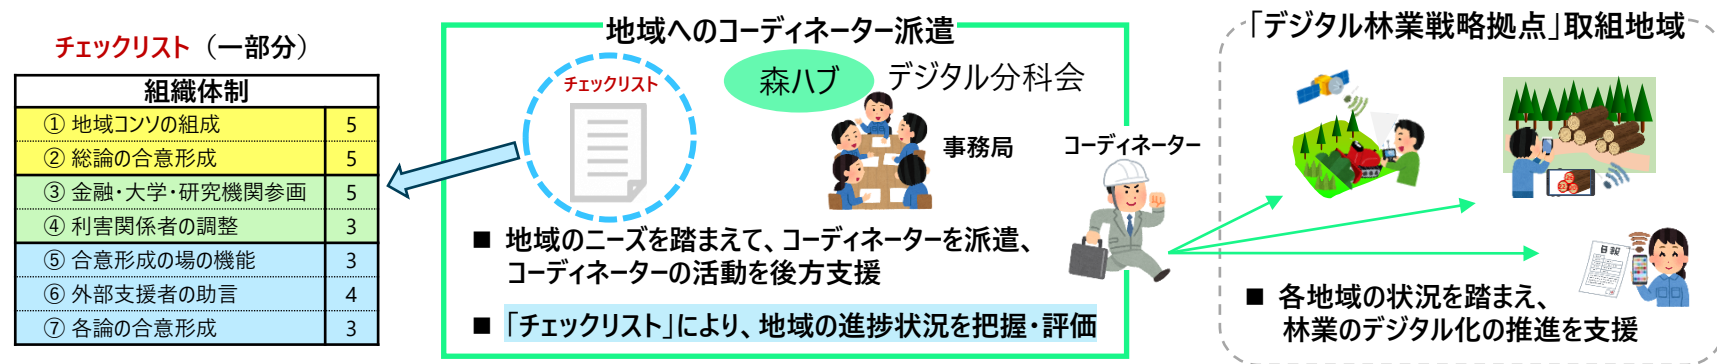 チェックリスト（一部分）
組織体制
① 地域コンソの組成 5
② 総論の合意形成 5
③ 金融・大学・研究機関参画 5
④ 利害関係者の調整 3
⑤ 合意形成の場の機能 3
⑥ 外部支援者の助言 4
⑦ 各論の合意形成 3
地域へのコーディネーター派遣
チェックリスト
森ハブ デジタル分科会
事務局
コーディネーター
■ 地域のニーズを踏まえて、コーディネーターを派遣、
コーディネーターの活動を後方支援
■ 「チェックリスト」により、地域の進捗状況を把握・評価
「デジタル林業戦略拠点」取組地域
日報
■ 各地域の状況を踏まえ、
林業のデジタル化の推進を支援